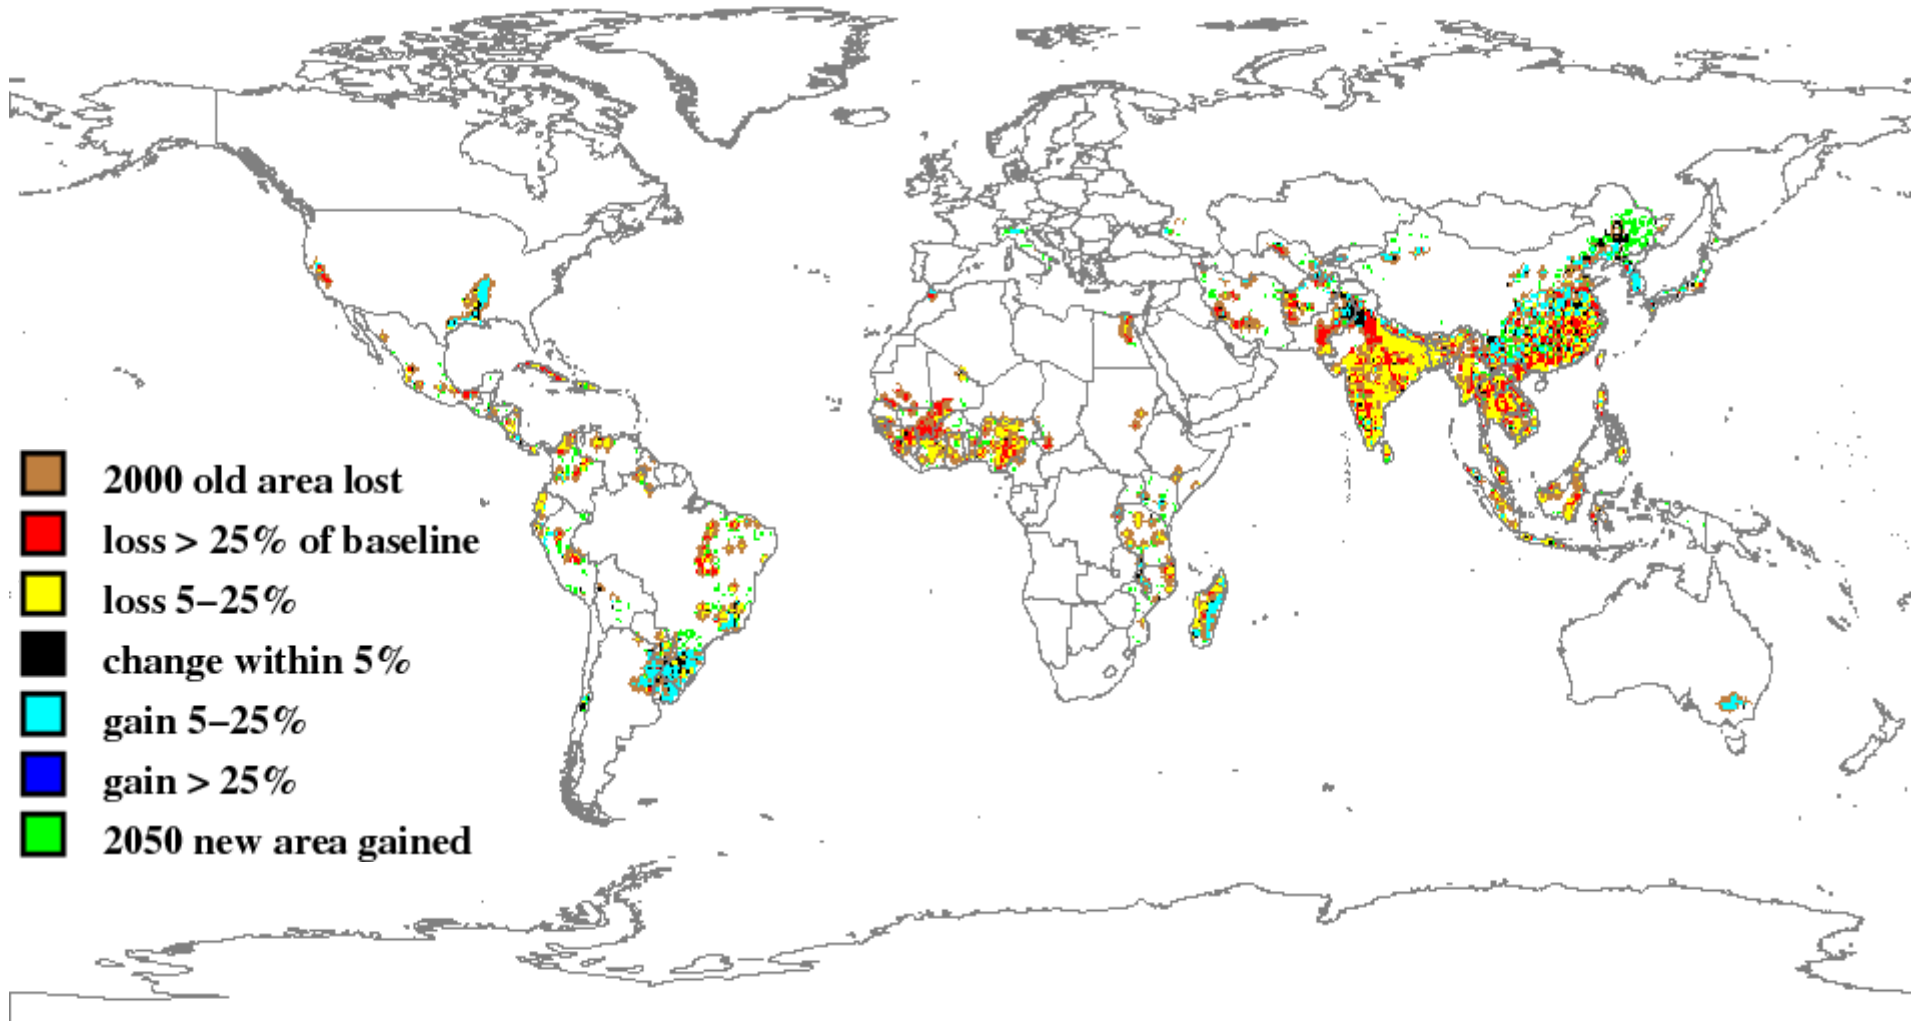 2000 old area lost
loss > 25% of baseline
loss 5–25%
change within 5%
gain 5–25%
gain > 25%
2050 new area gained